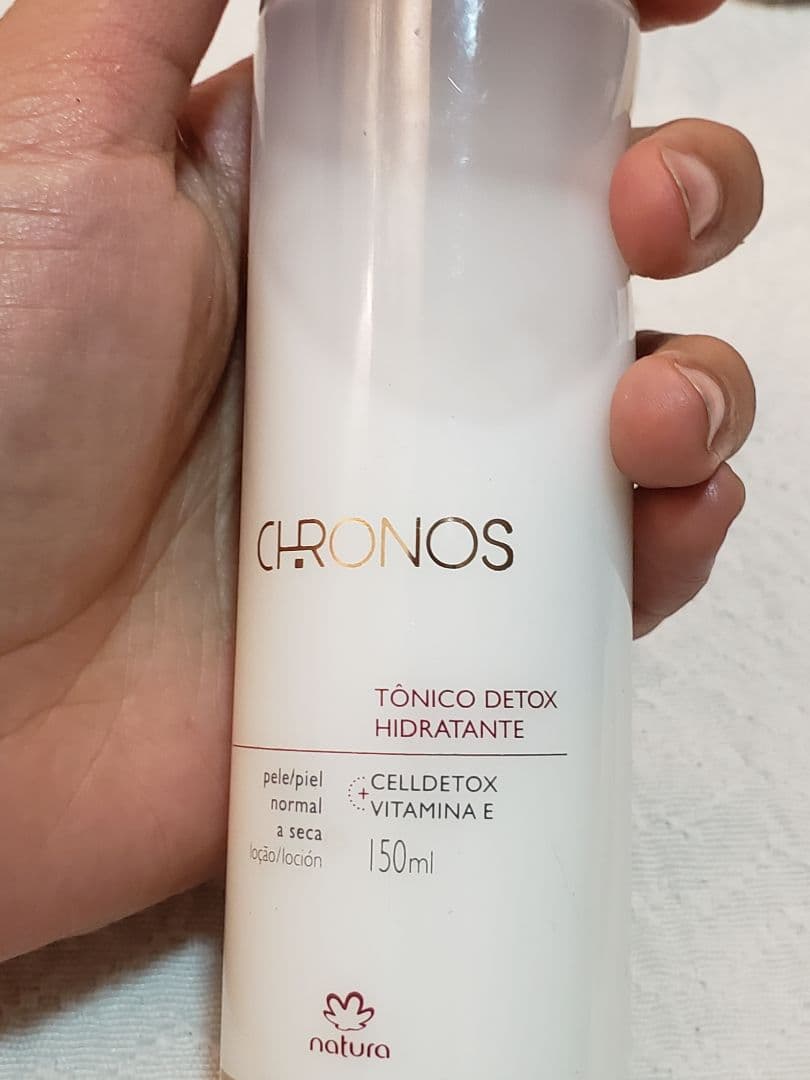 CHRONOS
TÔNICO DETOX
HIDRATANTE
pele/piel
normal
a seca
loção/loción
+ CELLDETOX
VITAMINA E
150ml
natura